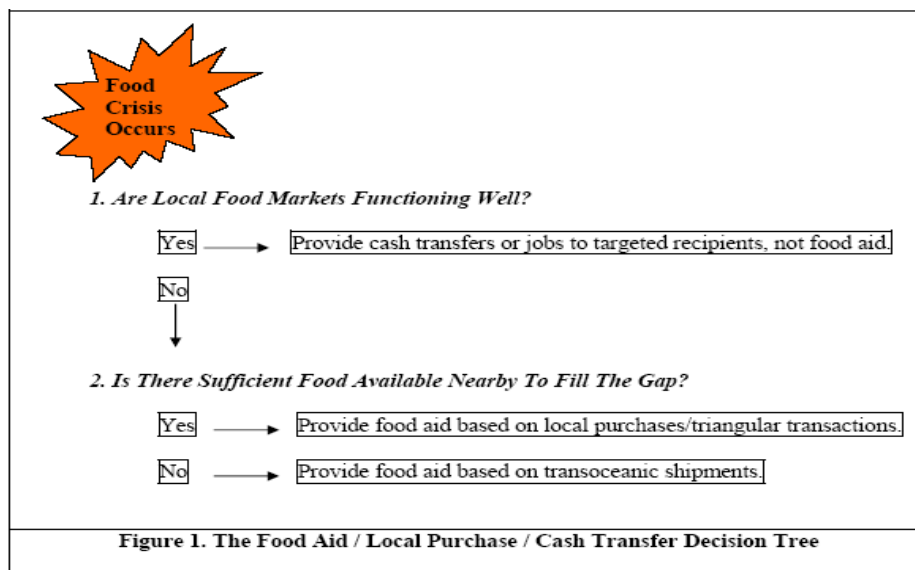 Food
Crisis
Occurs
1. Are Local Food Markets Functioning Well?
Yes Provide cash transfers or jobs to targeted recipients, not food aid.
No
2. Is There Sufficient Food Available Nearby To Fill The Gap?
Yes Provide food aid based on local purchases/triangular transactions.
No Provide food aid based on transoceanic shipments.
Figure 1. The Food Aid / Local Purchase / Cash Transfer Decision Tree